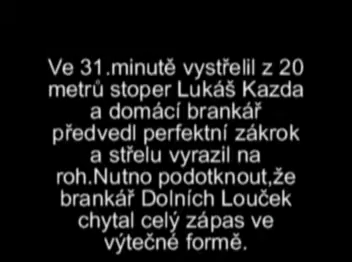 Ve 31.minutě vystřelil z 20
metrů stoper Lukáš Kazda
a domácí brankář
předvedl perfektní zákrok
a střelu vyrazil na
roh.Nutno podotknout,že
brankář Dolních Louček
chytal celý zápas ve
výtečné formě.